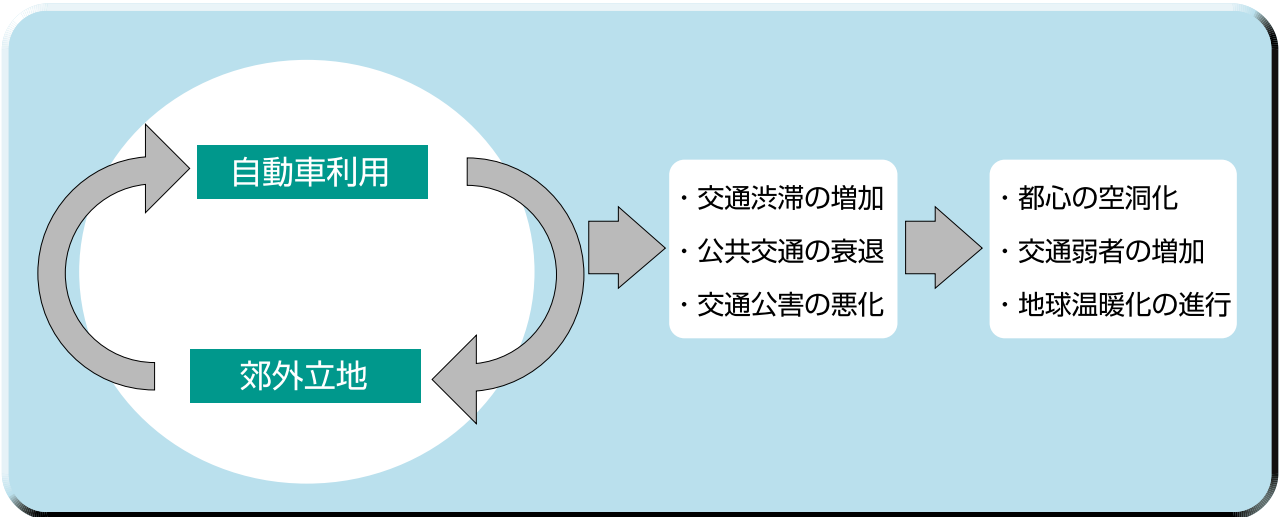 自動車利用
郊外立地
・交通渋滞の増加
・公共交通の衰退
・交通公害の悪化
・都心の空洞化
・交通弱者の増加
・地球温暖化の進行